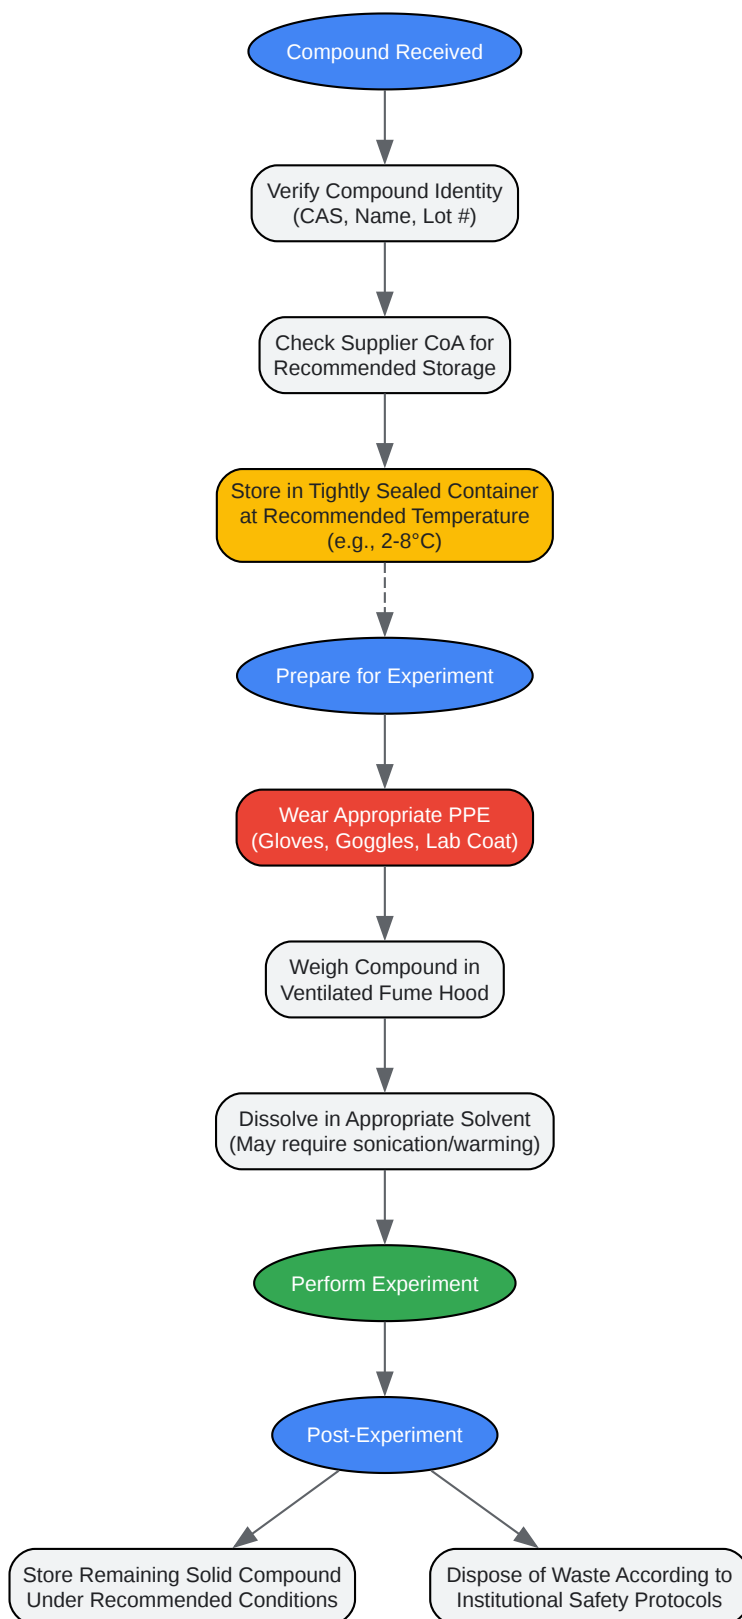 Compound Received
Verify Compound Identity
(CAS, Name, Lot #)
Check Supplier CoA for
Recommended Storage
Store in Tightly Sealed Container
at Recommended Temperature
(e.g., 2-8°C)
Prepare for Experiment
Wear Appropriate PPE
(Gloves, Goggles, Lab Coat)
Weigh Compound in
Ventilated Fume Hood
Dissolve in Appropriate Solvent
(May require sonication/warming)
Perform Experiment
Post-Experiment
Store Remaining Solid Compound
Under Recommended Conditions
Dispose of Waste According to
Institutional Safety Protocols